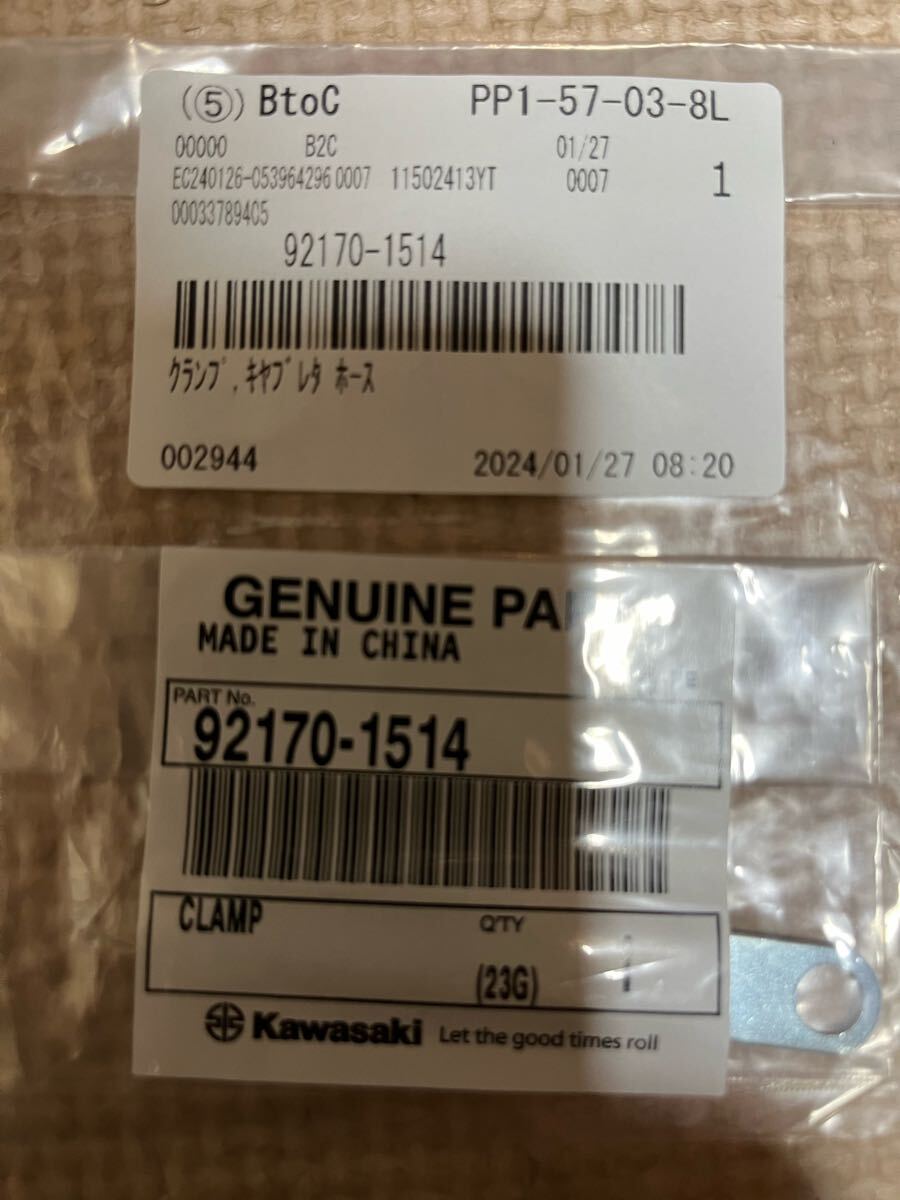 (⑤) BtoC PP1-57-03-8L
00000 B2C 01/27
EC240126-053964296 0007 11502413YT 0007 1
00033789405
92170-1514
ｸﾗﾝﾌﾟ,ｷﾔﾌﾞﾚﾀ ﾎｰｽ
002944 2024/01/27 08:20
GENUINE
MADE IN CHINA
PART No.
92170-1514
CLAMP Q'TY
(23G) 1
Kawasaki Let the good times roll